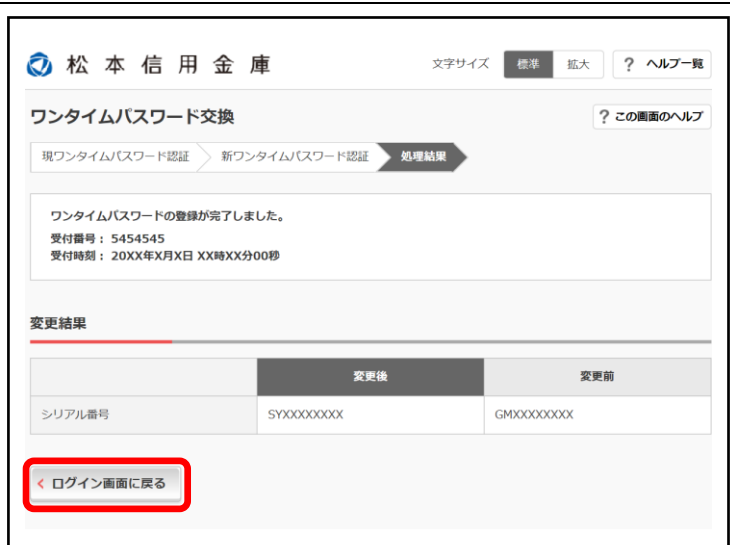 松本信用金庫 文字サイズ 標準 拡大 ? ヘルプ一覧
ワンタイムパスワード交換 ? この画面のヘルプ
現ワンタイムパスワード認証 新ワンタイムパスワード認証 処理結果
ワンタイムパスワードの登録が完了しました。
受付番号： 5454545
受付時刻： 20XX年X月X日 XX時XX分00秒
変更結果
変更後 変更前
シリアル番号 SYXXXXXXXX GMXXXXXXXX
ログイン画面に戻る